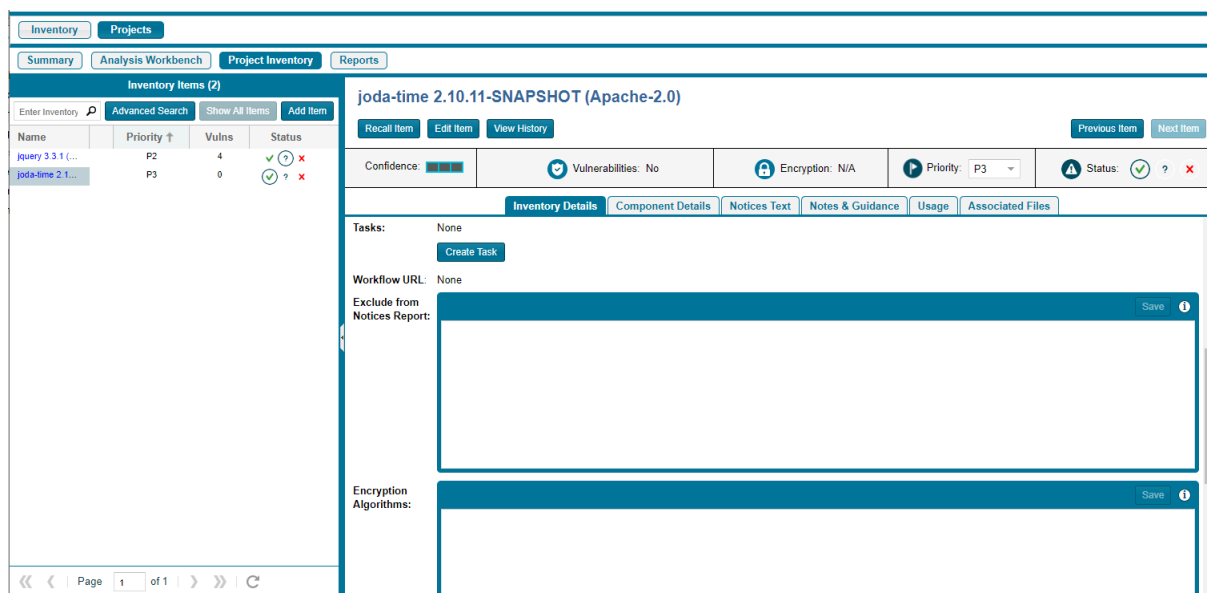 Inventory Projects
Summary Analysis Workbench Project Inventory Reports
Inventory Items (2)
Enter Inventory Advanced Search Show All Items Add Item
Name Priority Vulns Status
jquery 3.3.1 (... P2 4 ?
joda-time 2.1... P3 0 ?
Page 1 of 1
joda-time 2.10.11-SNAPSHOT (Apache-2.0)
Recall Item Edit Item View History Previous Item Next Item
Confidence: Vulnerabilities: No Encryption: N/A Priority: P3 Status: ?
Inventory Details Component Details Notices Text Notes & Guidance Usage Associated Files
Tasks: None
Create Task
Workflow URL: None
Exclude from
Notices Report:
Save
Encryption
Algorithms:
Save